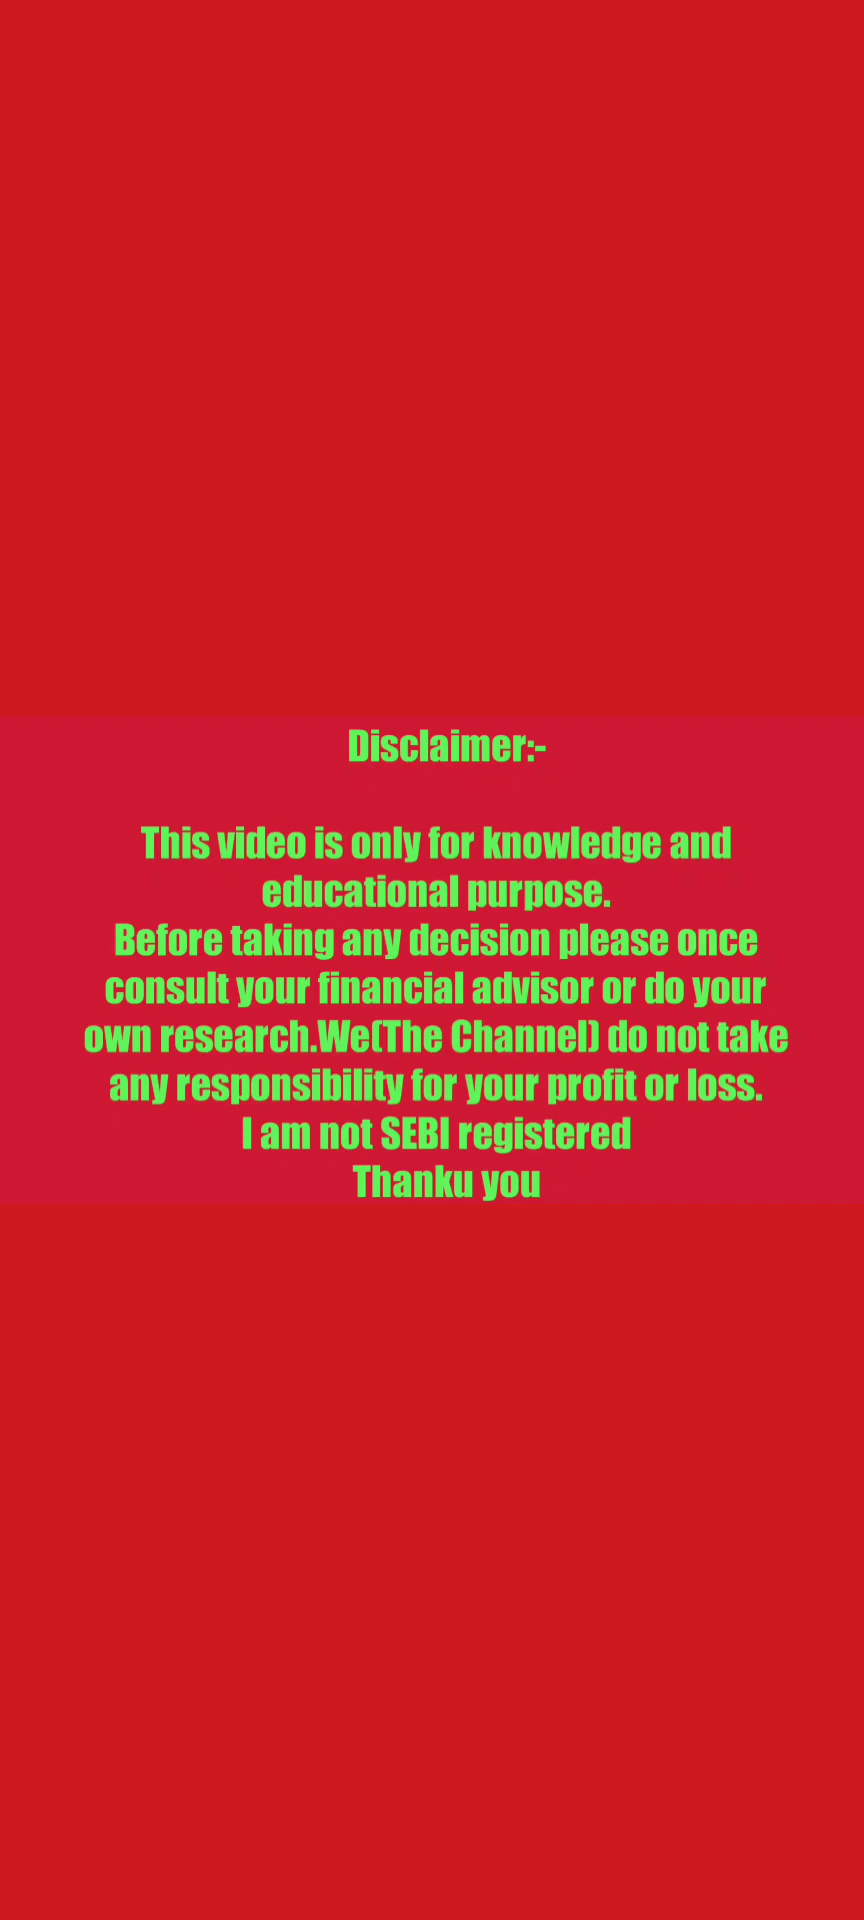 Disclaimer:-
This video is only for knowledge and
educational purpose.
Before taking any decision please once
consult your financial advisor or do your
own research.We(The Channel) do not take
any responsibility for your profit or loss.
I am not SEBI registered
Thanku you